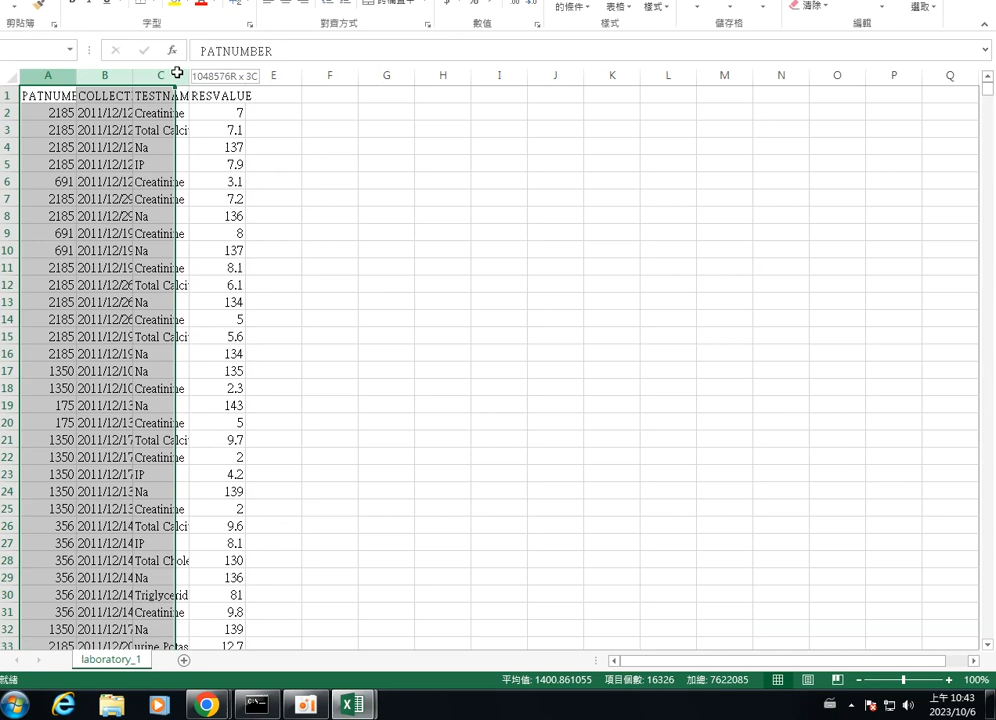 的條件 表格 樣式 清除 選取
剪貼簿 字型 對齊方式 數值 樣式 儲存格 編輯
fx PATNUMBER
A B C 1048576R x 3C E F G H I J K L M N O P Q
1 PATNUME COLLECT TESTNAM RESVALUE
2 2185 2011/12/12 Creatinine 7
3 2185 2011/12/12 Total Calci 7.1
4 2185 2011/12/12 Na 137
5 2185 2011/12/12 IP 7.9
6 691 2011/12/12 Creatinine 3.1
7 2185 2011/12/29 Creatinine 7.2
8 2185 2011/12/29 Na 136
9 691 2011/12/19 Creatinine 8
10 691 2011/12/19 Na 137
11 2185 2011/12/19 Creatinine 8.1
12 2185 2011/12/26 Total Calci 6.1
13 2185 2011/12/26 Na 134
14 2185 2011/12/26 Creatinine 5
15 2185 2011/12/19 Total Calci 5.6
16 2185 2011/12/19 Na 134
17 1350 2011/12/10 Na 135
18 1350 2011/12/10 Creatinine 2.3
19 175 2011/12/13 Na 143
20 175 2011/12/13 Creatinine 5
21 1350 2011/12/17 Total Calci 9.7
22 1350 2011/12/17 Creatinine 2
23 1350 2011/12/17 IP 4.2
24 1350 2011/12/13 Na 139
25 1350 2011/12/13 Creatinine 2
26 356 2011/12/14 Total Calci 9.6
27 356 2011/12/14 IP 8.1
28 356 2011/12/14 Total Chole 130
29 356 2011/12/14 Na 136
30 356 2011/12/14 Triglycerid 81
31 356 2011/12/14 Creatinine 9.8
32 1350 2011/12/17 Na 139
33 2185 2011/12/20 urine Potas 12.7
laboratory_1
就緒 平均值: 1400.861055 項目個數: 16326 加總: 7622085 100%
上午 10:43
2023/10/6